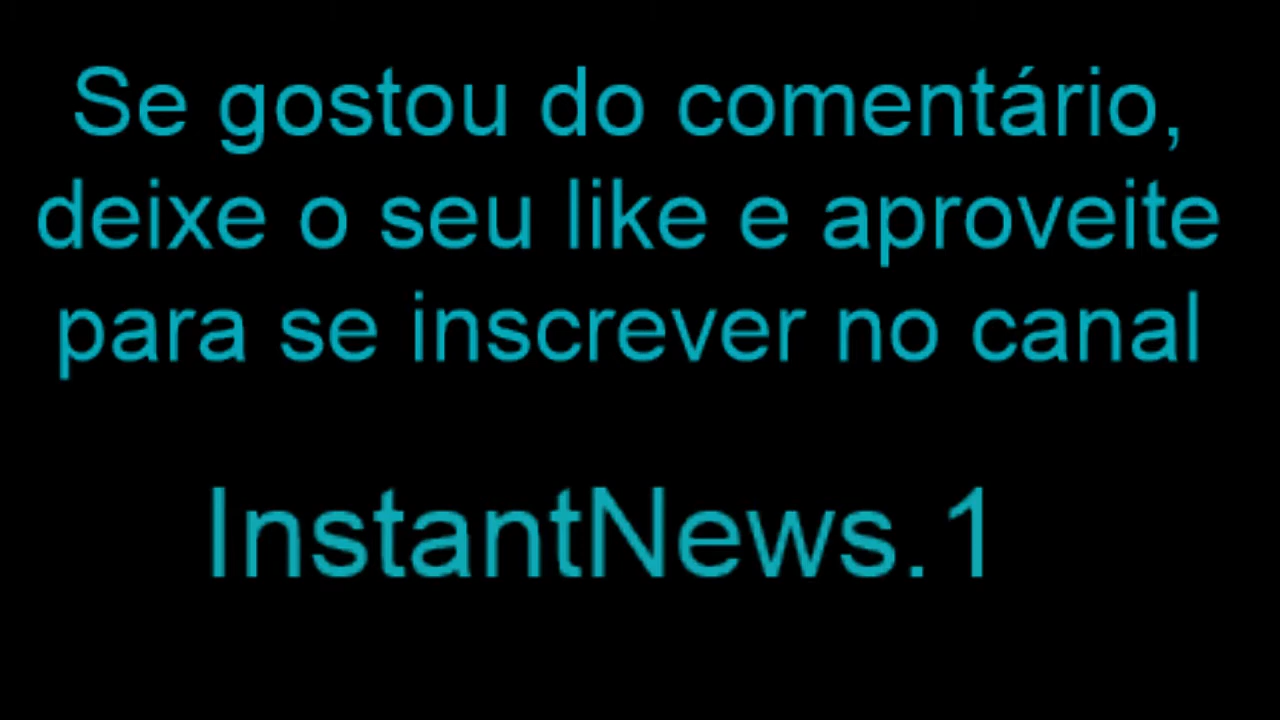 Se gostou do comentário,
deixe o seu like e aproveite
para se inscrever no canal
InstantNews.1